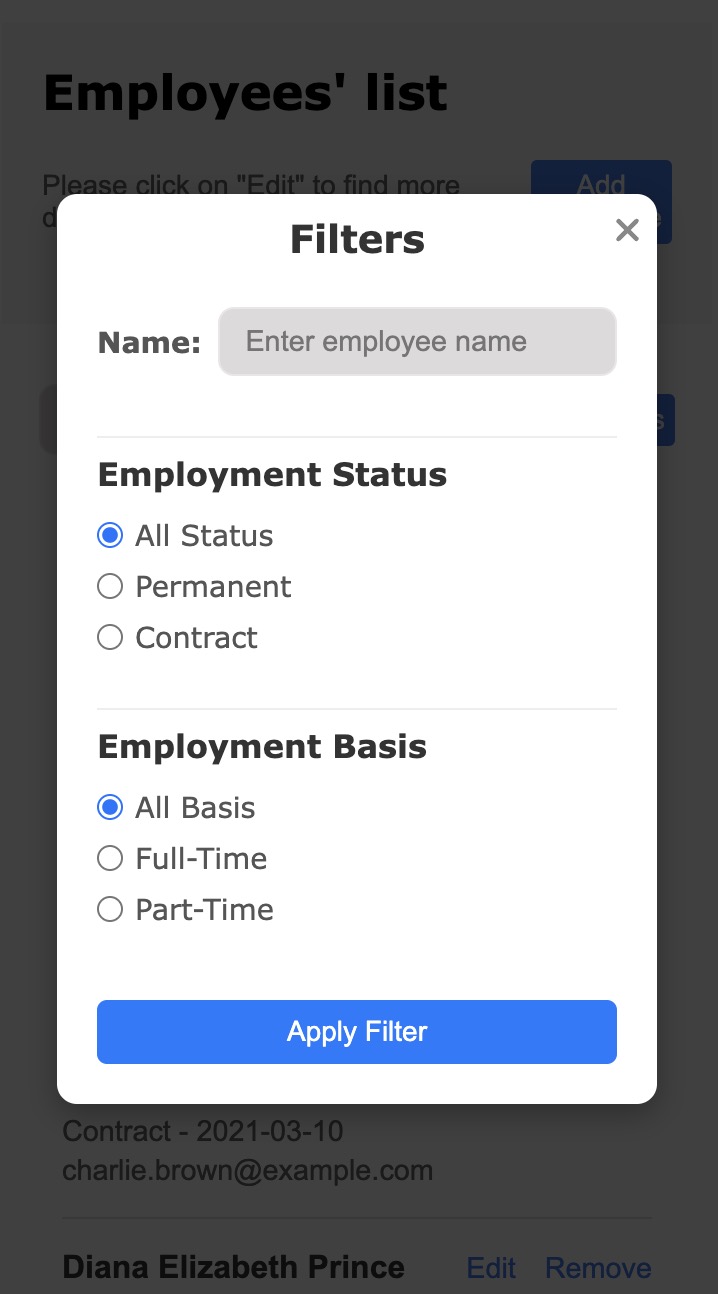 Employees' list
Please click on "Edit" to find more
Add
Filters
Name:
Enter employee name
Employment Status
All Status
Permanent
Contract
Employment Basis
All Basis
Full-Time
Part-Time
Apply Filter
Contract - 2021-03-10
charlie.brown@example.com
Diana Elizabeth Prince
Edit Remove